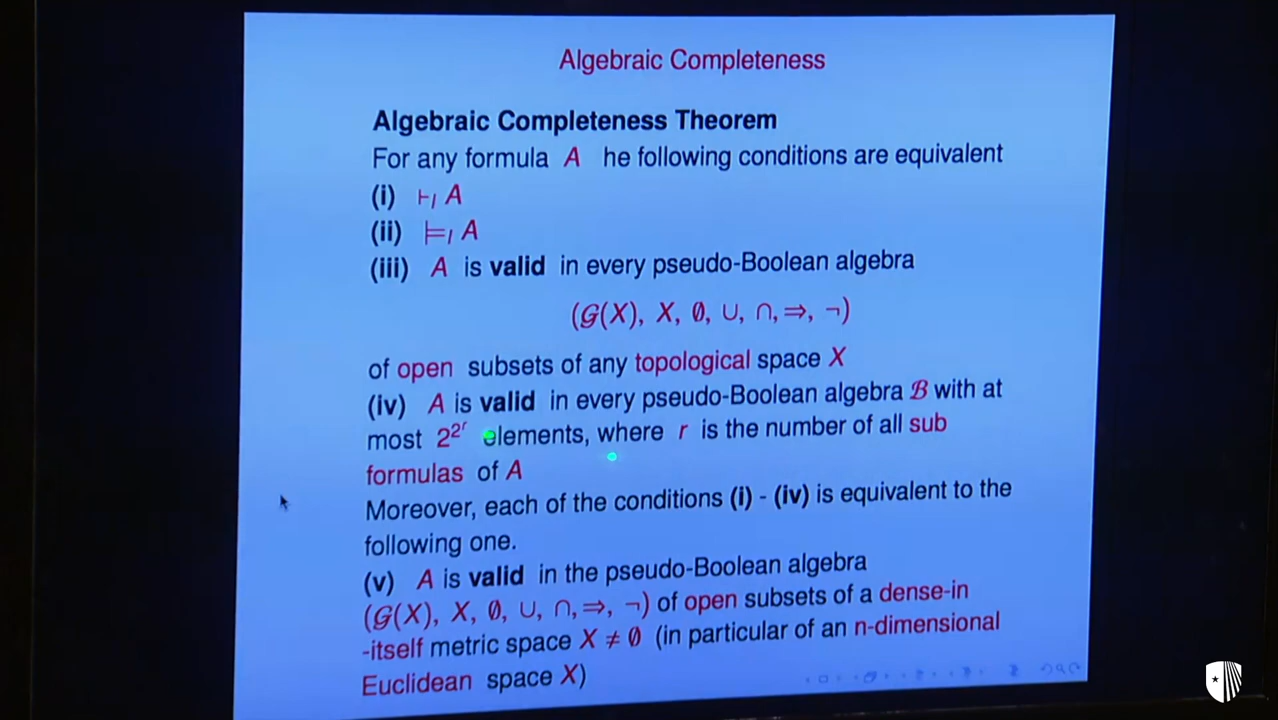 Algebraic Completeness
Algebraic Completeness Theorem
For any formula A he following conditions are equivalent
(i) ⊢I A
(ii) ⊨I A
(iii) A is valid in every pseudo-Boolean algebra
(𝒢(X), X, ∅, ∪, ∩, ⇒, ¬)
of open subsets of any topological space X
(iv) A is valid in every pseudo-Boolean algebra ℬ with at
most 2^{2^r} elements, where r is the number of all sub
formulas of A
Moreover, each of the conditions (i) - (iv) is equivalent to the
following one.
(v) A is valid in the pseudo-Boolean algebra
(𝒢(X), X, ∅, ∪, ∩, ⇒, ¬) of open subsets of a dense-in
-itself metric space X ≠ ∅ (in particular of an n-dimensional
Euclidean space X)